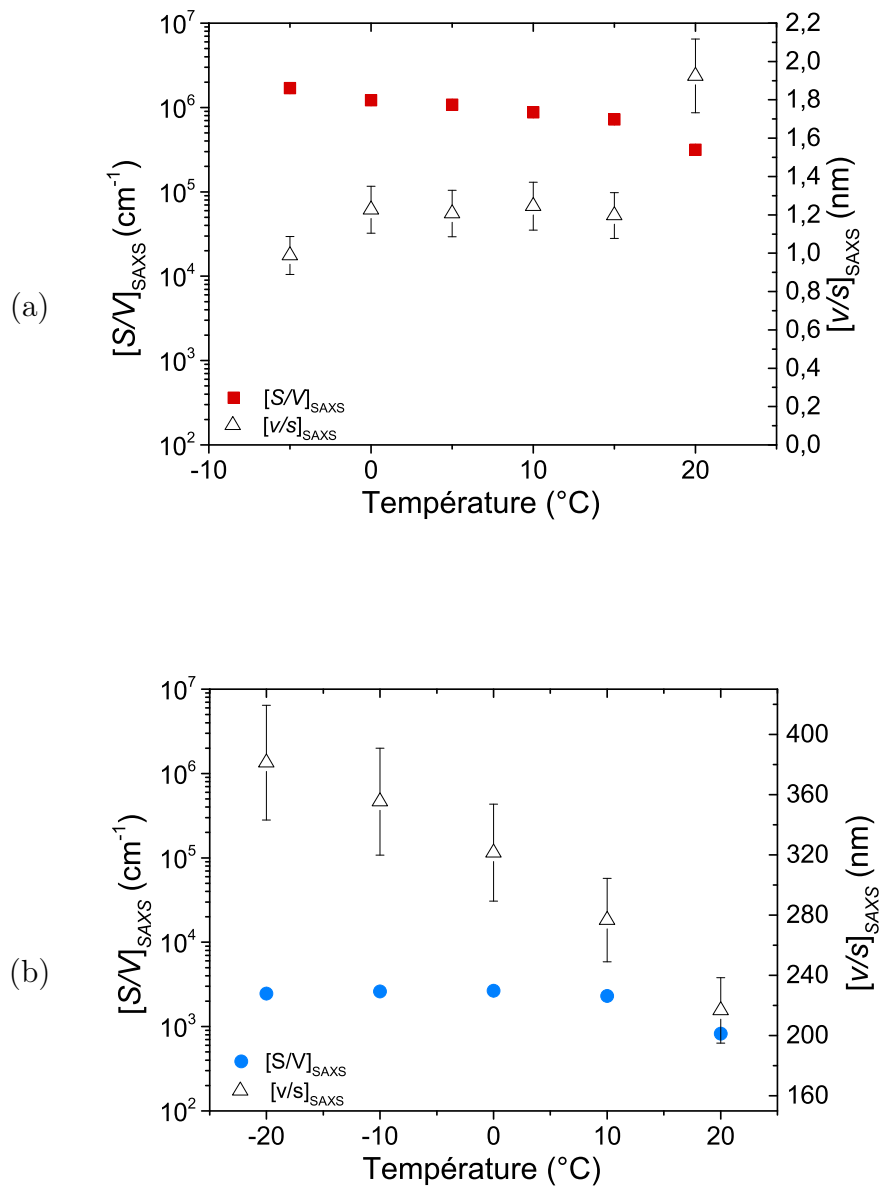 (a)
[S/V]SAXS (cm-1)
10^7
10^6
10^5
10^4
10^3
10^2
2,2
2,0
1,8
1,6
1,4
1,2
1,0
0,8
0,6
0,4
0,2
0,0
[v/s]SAXS (nm)
[S/V]SAXS
[v/s]SAXS
-10 0 10 20
Température (°C)
(b)
[S/V]SAXS (cm-1)
10^7
10^6
10^5
10^4
10^3
10^2
400
360
320
280
240
200
160
[v/s]SAXS (nm)
[S/V]SAXS
[v/s]SAXS
-20 -10 0 10 20
Température (°C)